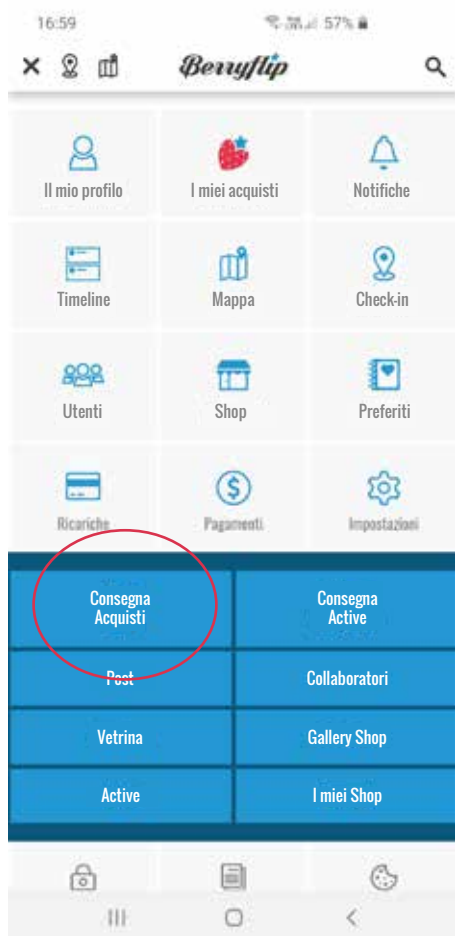 16:59
57%
Berryflip
Il mio profilo
I miei acquisti
Notifiche
Timeline
Mappa
Check-in
Utenti
Shop
Preferiti
Ricariche
Pagamenti
Impostazioni
Consegna
Acquisti
Consegna
Active
Post
Collaboratori
Vetrina
Gallery Shop
Active
I miei Shop